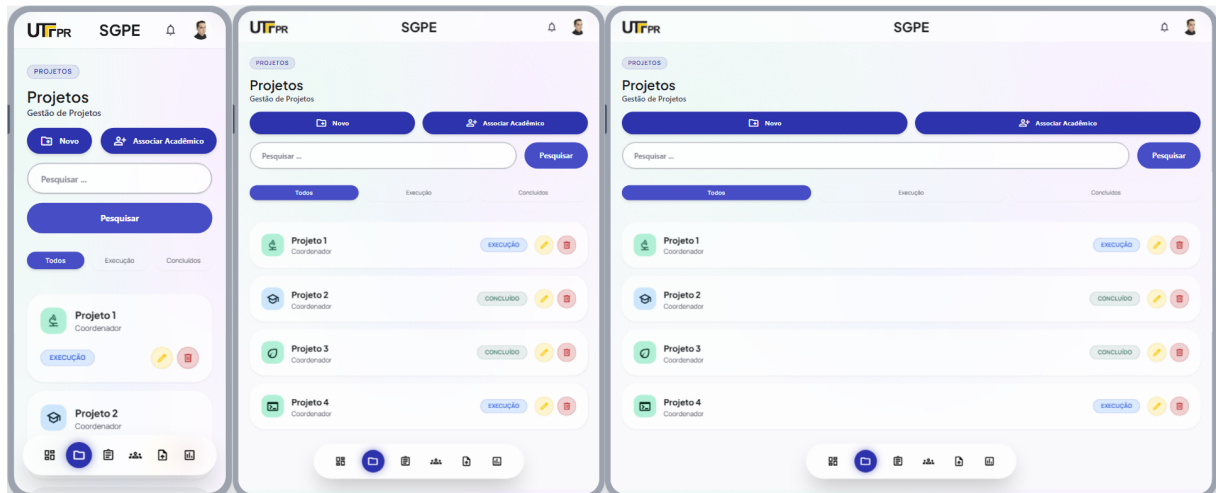 UTFPR SGPE
PROJETOS
Projetos
Gestão de Projetos
Novo Associar Acadêmico
Pesquisar ...
Pesquisar
Todos Execução Concluídos
Projeto 1
Coordenador
EXECUÇÃO
Projeto 2
Coordenador
UTFPR SGPE
PROJETOS
Projetos
Gestão de Projetos
Novo Associar Acadêmico
Pesquisar ... Pesquisar
Todos Execução Concluídos
Projeto 1
Coordenador
EXECUÇÃO
Projeto 2
Coordenador
CONCLUÍDO
Projeto 3
Coordenador
CONCLUÍDO
Projeto 4
Coordenador
EXECUÇÃO
UTFPR SGPE
PROJETOS
Projetos
Gestão de Projetos
Novo Associar Acadêmico
Pesquisar ... Pesquisar
Todos Execução Concluídos
Projeto 1
Coordenador
EXECUÇÃO
Projeto 2
Coordenador
CONCLUÍDO
Projeto 3
Coordenador
CONCLUÍDO
Projeto 4
Coordenador
EXECUÇÃO